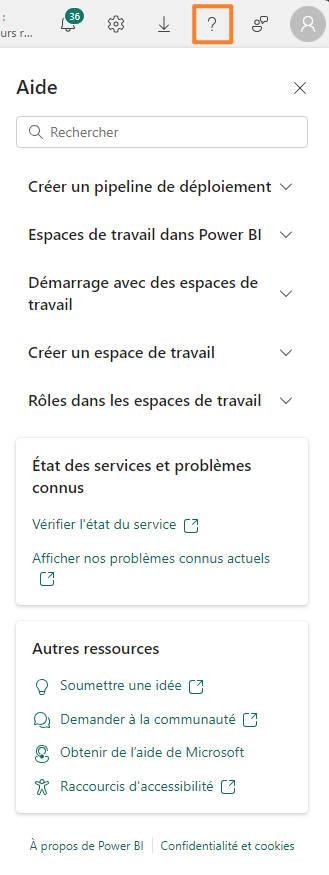 :
urs r...
36
?
Aide
Rechercher
Créer un pipeline de déploiement
Espaces de travail dans Power BI
Démarrage avec des espaces de
travail
Créer un espace de travail
Rôles dans les espaces de travail
État des services et problèmes
connus
Vérifier l'état du service
Afficher nos problèmes connus actuels
Autres ressources
Soumettre une idée
Demander à la communauté
Obtenir de l'aide de Microsoft
Raccourcis d'accessibilité
À propos de Power BI
Confidentialité et cookies